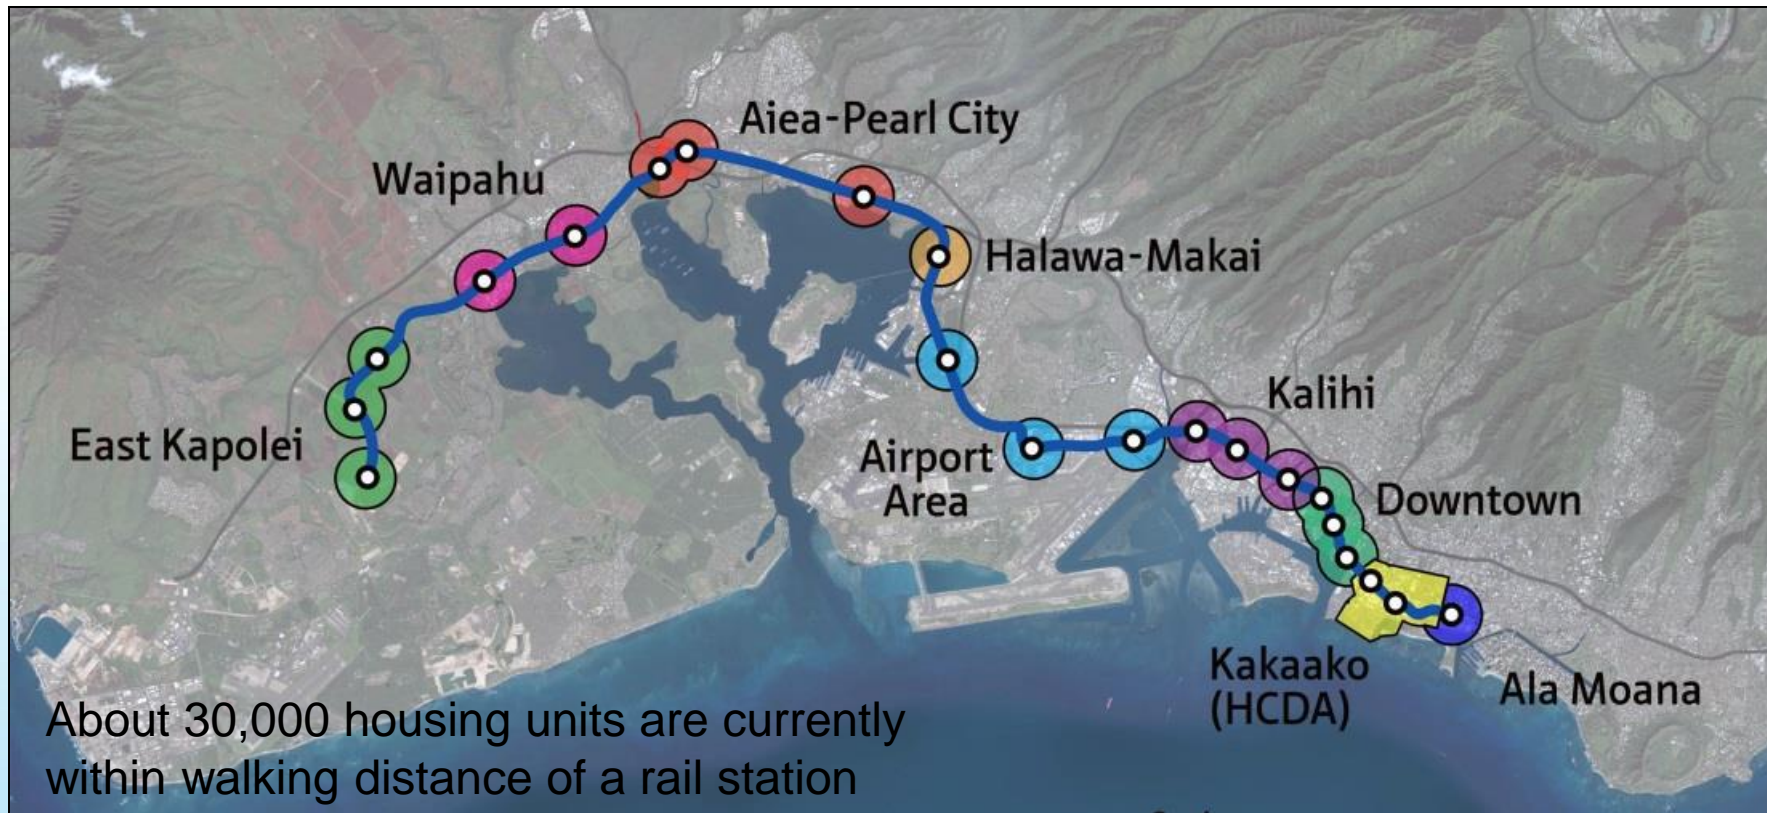 Aiea-Pearl City
Waipahu
Halawa-Makai
Kalihi
East Kapolei
Airport
Area
Downtown
Kakaako
(HCDA)
Ala Moana
About 30,000 housing units are currently
within walking distance of a rail station